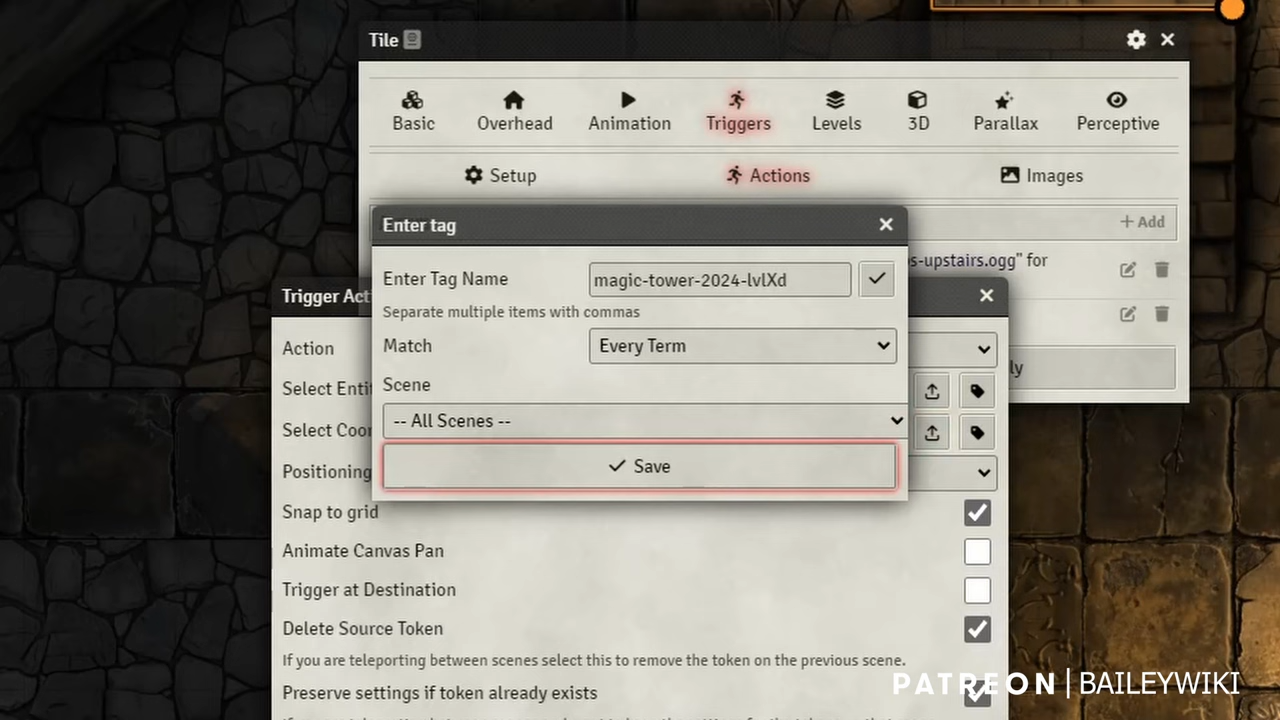 Tile
Basic
Overhead
Animation
Triggers
Levels
3D
Parallax
Perceptive
Setup
Actions
Images
Enter tag
+ Add
s-upstairs.ogg" for
Enter Tag Name
magic-tower-2024-lvlXd
Separate multiple items with commas
Trigger Act
Match
Every Term
Action
ly
Scene
Select Enti
-- All Scenes --
Select Coor
Save
Positioning
Snap to grid
Animate Canvas Pan
Trigger at Destination
Delete Source Token
If you are teleporting between scenes select this to remove the token on the previous scene.
Preserve settings if token already exists
PATREON | BAILEYWIKI